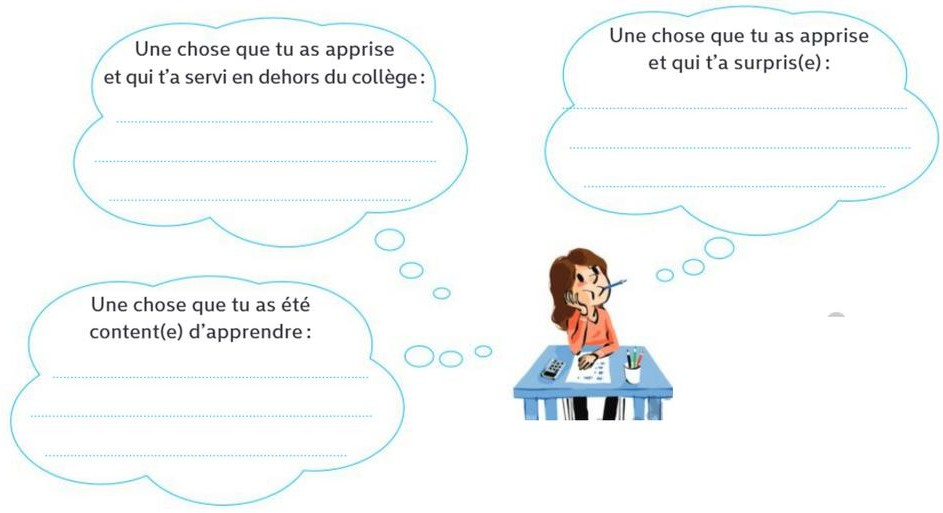 Une chose que tu as apprise
et qui t'a servi en dehors du collège :
Une chose que tu as apprise
et qui t'a surpris(e) :
Une chose que tu as été
content(e) d'apprendre :